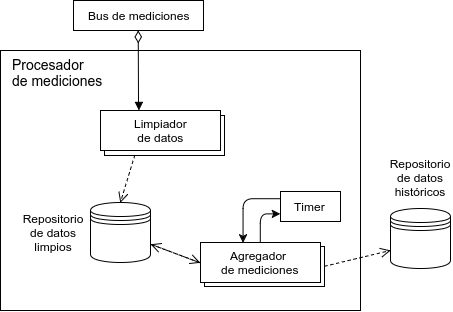 Bus de mediciones
Procesador
de mediciones
Limpiador
de datos
Repositorio
de datos
históricos
Timer
Repositorio
de datos
limpios
Agregador
de mediciones